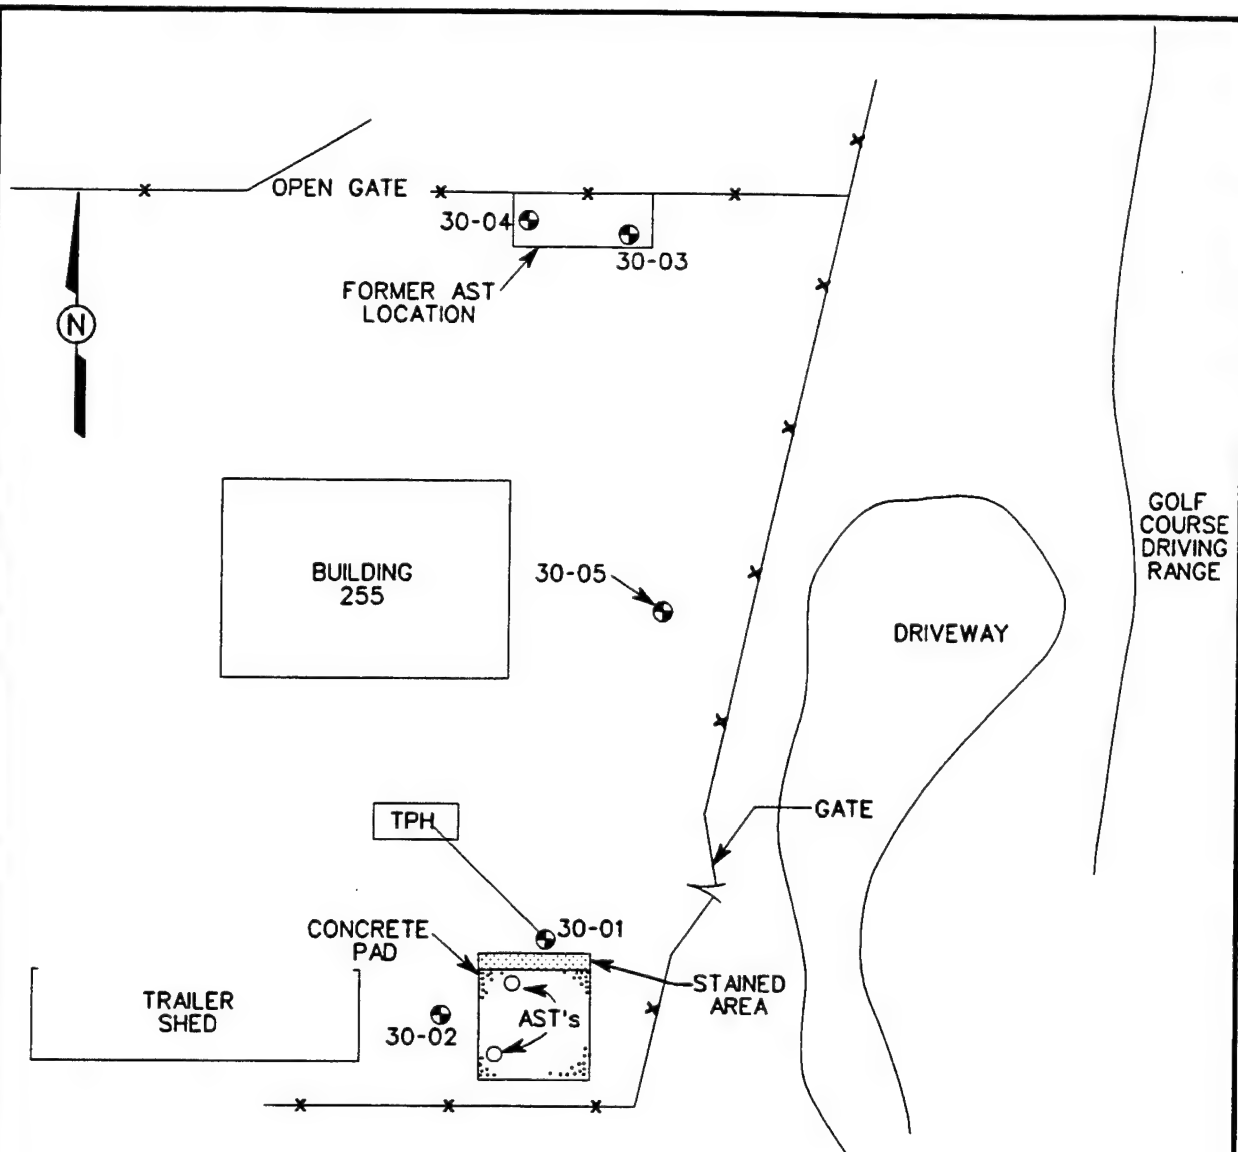 OPEN GATE
30-04
30-03
FORMER AST
LOCATION
N
BUILDING
255
30-05
GOLF
COURSE
DRIVING
RANGE
DRIVEWAY
GATE
TPH
30-01
CONCRETE
PAD
STAINED
AREA
TRAILER
SHED
AST's
30-02